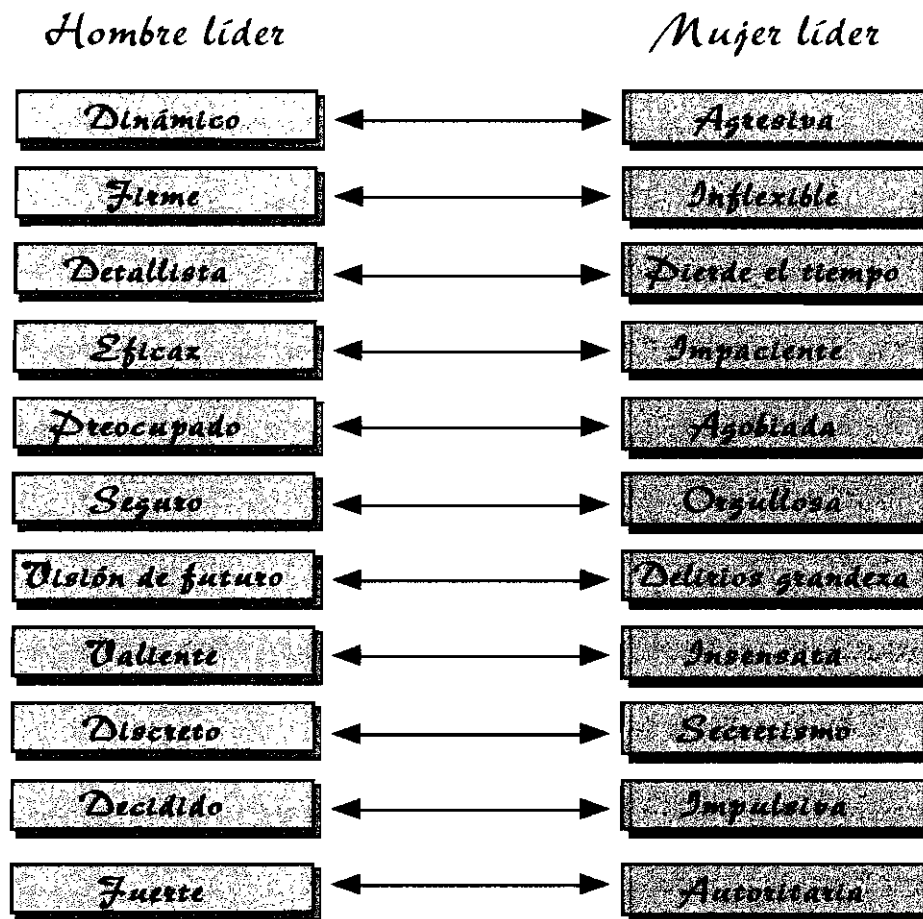 Hombre líder Mujer líder
Dinámico Agresiva
Firme Inflexible
Detallista Pierde el tiempo
Eficaz Impaciente
Preocupado Agobiada
Seguro Orgullosa
Visión de futuro Delirios grandeza
Valiente Insensata
Discreto Secretismo
Decidido Impulsiva
Fuerte Autoritaria